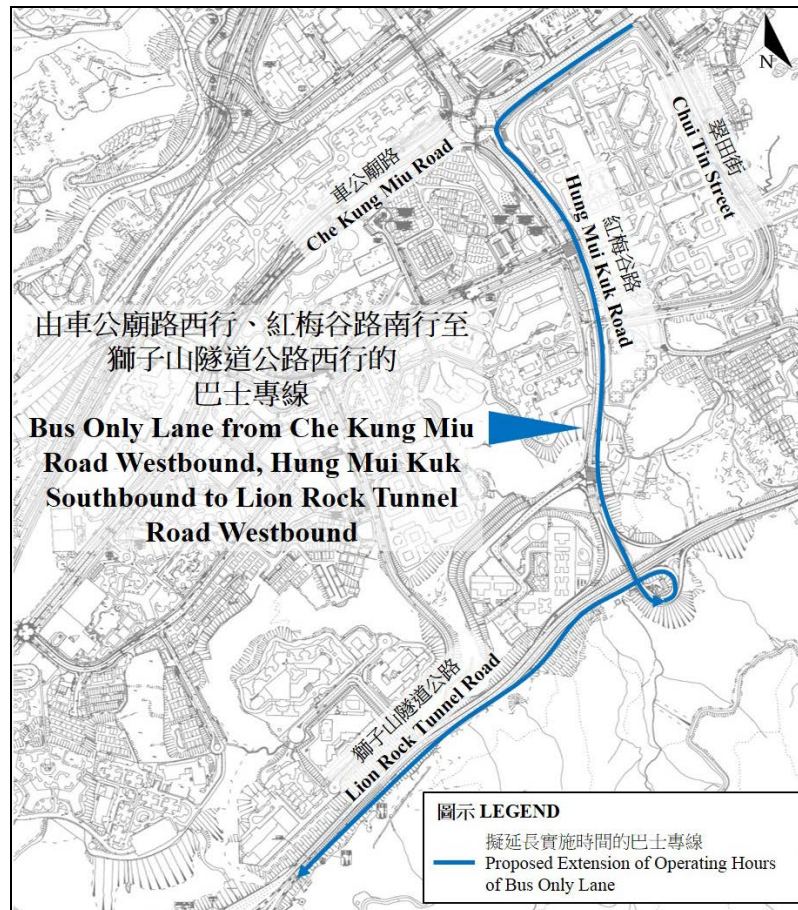 N
車公廟路
Che Kung Miu Road
紅梅谷路
Hung Mui Kuk Road
翠田街
Chui Tin Street
由車公廟路西行、紅梅谷路南行至
獅子山隧道公路西行的
巴士專線
Bus Only Lane from Che Kung Miu
Road Westbound, Hung Mui Kuk
Southbound to Lion Rock Tunnel
Road Westbound
獅子山隧道公路
Lion Rock Tunnel Road
圖示 LEGEND
擬延長實施時間的巴士專線
Proposed Extension of Operating Hours
of Bus Only Lane